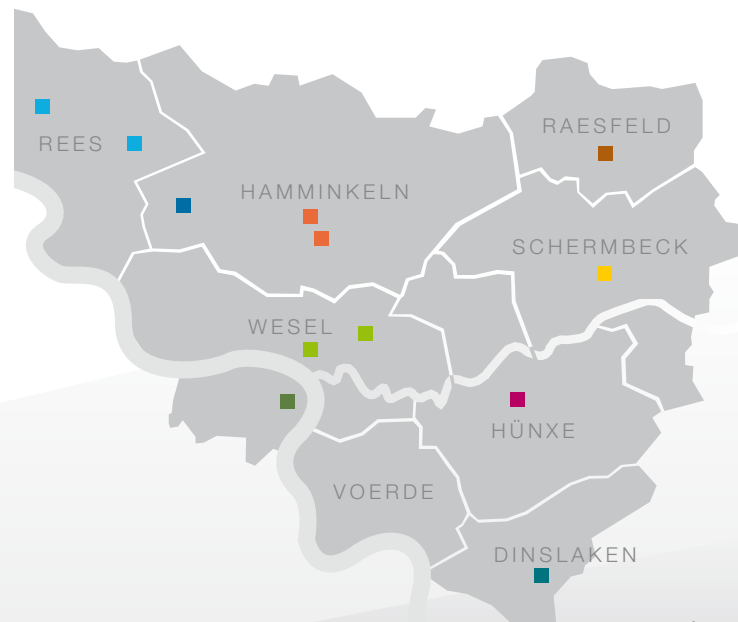 RAESFELD
REES
HAMMINKELN
SCHERMBECK
WESEL
HÜNXE
VOERDE
DINSLAKEN